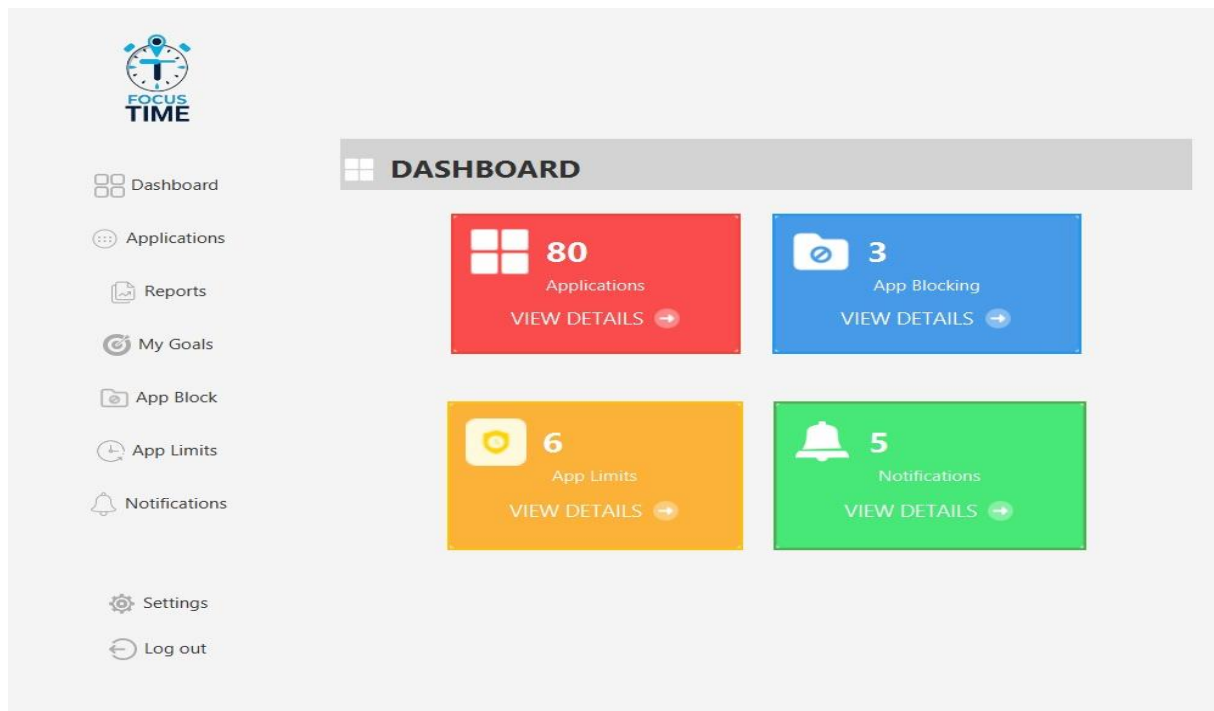 FOCUS
TIME
Dashboard
Applications
Reports
My Goals
App Block
App Limits
Notifications
Settings
Log out
DASHBOARD
80
Applications
VIEW DETAILS
3
App Blocking
VIEW DETAILS
6
App Limits
VIEW DETAILS
5
Notifications
VIEW DETAILS